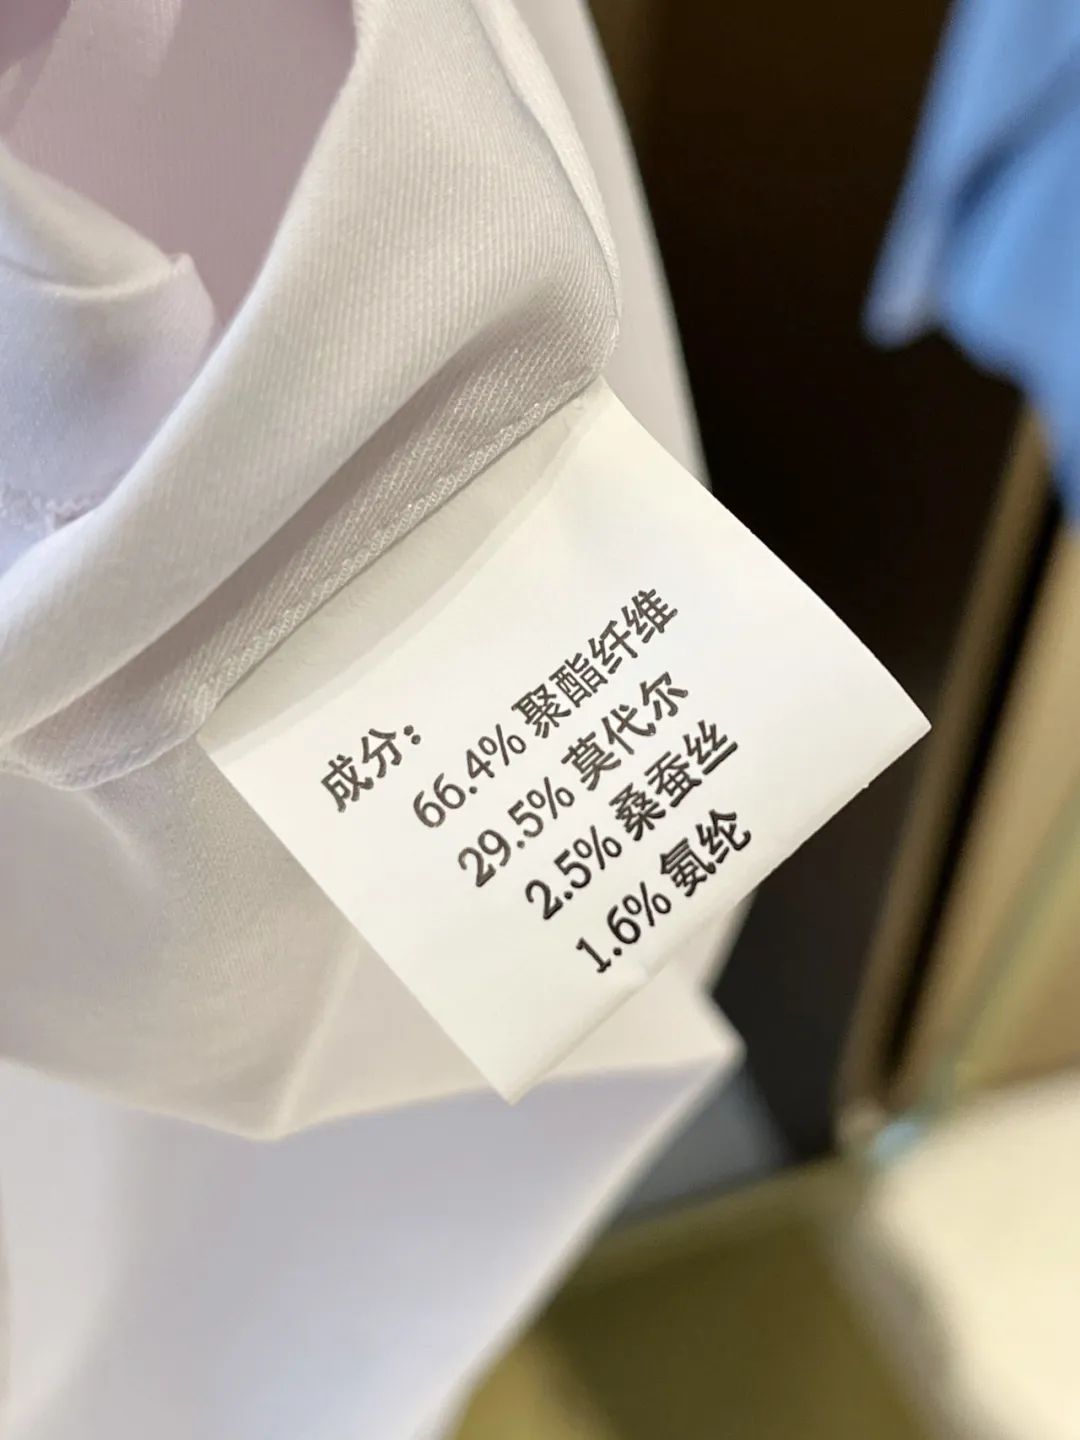 成分：
66.4% 聚酯纤维
29.5% 莫代尔
2.5% 桑蚕丝
1.6% 氨纶